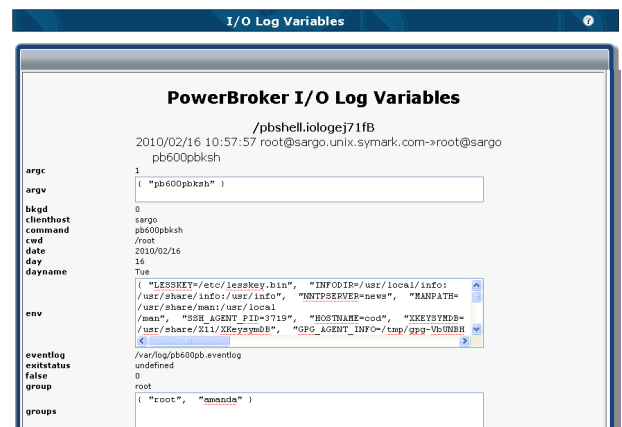 I/O Log Variables
?
PowerBroker I/O Log Variables
/pbshell.iologej71fB
2010/02/16 10:57:57 root@sargo.unix.symark.com->root@sargo
pb600pbksh
argc 1
argv ( "pb600pbksh" )
bkgd 0
clienthost sargo
command pb600pbksh
cwd /root
date 2010/02/16
day 16
dayname Tue
env ( "LESSKEY=/etc/lesskey.bin", "INFODIR=/usr/local/info:
/usr/share/info:/usr/info", "NNTPSERVER=news", "MANPATH=
/usr/share/man:/usr/local
/man", "SSH_AGENT_PID=3719", "HOSTNAME=cod", "XKEYSYMDB=
/usr/share/X11/XKeysymDB", "GPG_AGENT_INFO=/tmp/gpg-VbUNBH
eventlog /var/log/pb600pb.eventlog
exitstatus undefined
false 0
group root
groups ( "root", "amanda" )